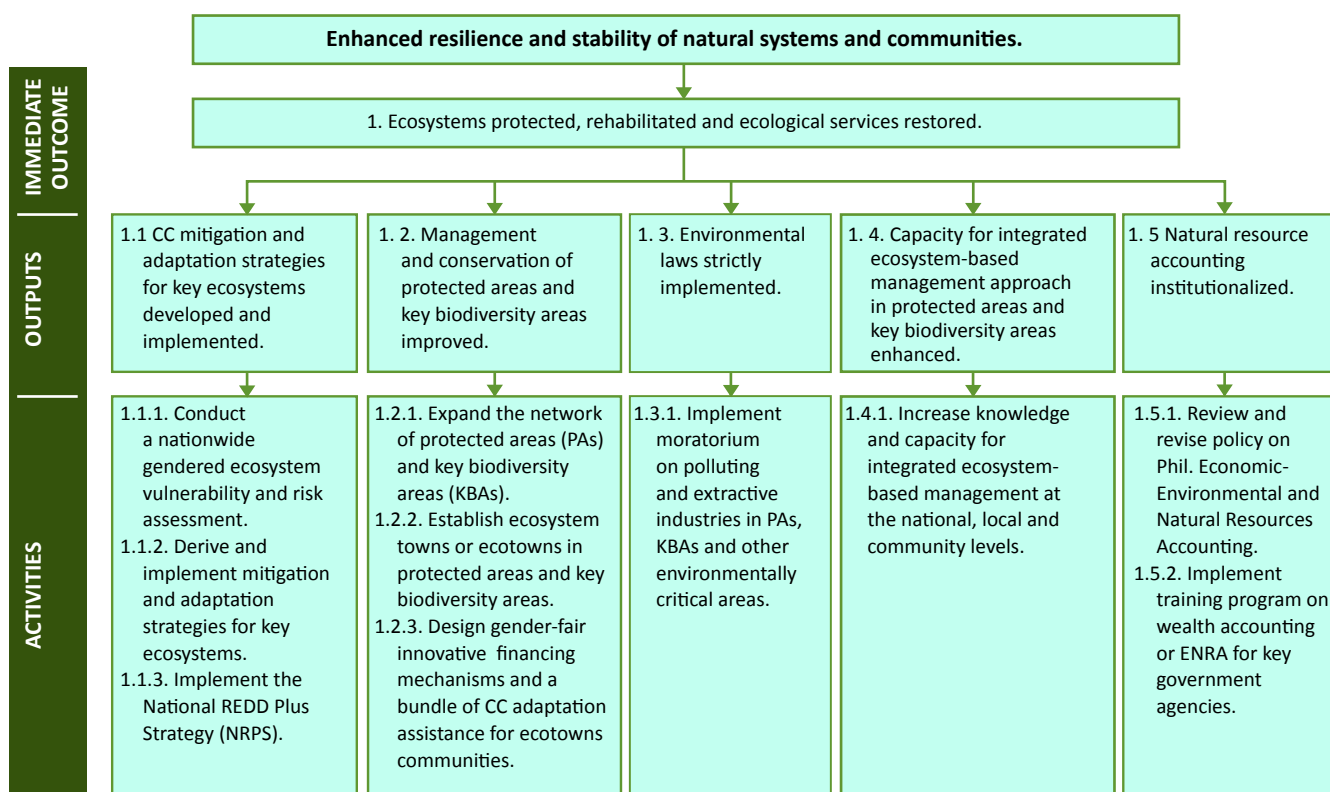 Enhanced resilience and stability of natural systems and communities.
IMMEDIATE
OUTCOME
1. Ecosystems protected, rehabilitated and ecological services restored.
OUTPUTS
1.1 CC mitigation and
adaptation strategies
for key ecosystems
developed and
implemented.
1. 2. Management
and conservation of
protected areas and
key biodiversity areas
improved.
1. 3. Environmental
laws strictly
implemented.
1. 4. Capacity for integrated
ecosystem-based
management approach
in protected areas and
key biodiversity areas
enhanced.
1. 5 Natural resource
accounting
institutionalized.
ACTIVITIES
1.1.1. Conduct
a nationwide
gendered ecosystem
vulnerability and risk
assessment.
1.1.2. Derive and
implement mitigation
and adaptation
strategies for key
ecosystems.
1.1.3. Implement the
National REDD Plus
Strategy (NRPS).
1.2.1. Expand the network
of protected areas (PAs)
and key biodiversity
areas (KBAs).
1.2.2. Establish ecosystem
towns or ecotowns in
protected areas and key
biodiversity areas.
1.2.3. Design gender-fair
innovative financing
mechanisms and a
bundle of CC adaptation
assistance for ecotowns
communities.
1.3.1. Implement
moratorium
on polluting
and extractive
industries in PAs,
KBAs and other
environmentally
critical areas.
1.4.1. Increase knowledge
and capacity for
integrated ecosystem-
based management at
the national, local and
community levels.
1.5.1. Review and
revise policy on
Phil. Economic-
Environmental and
Natural Resources
Accounting.
1.5.2. Implement
training program on
wealth accounting
or ENRA for key
government
agencies.